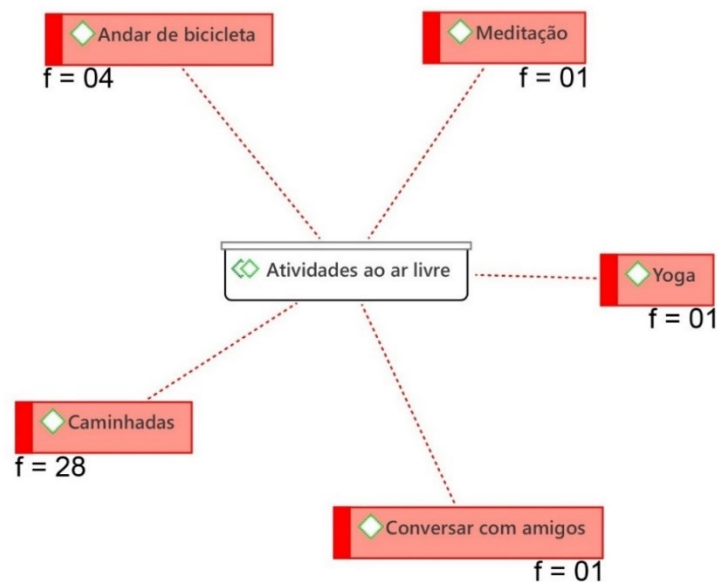 Andar de bicicleta
f = 04
Meditação
f = 01
Atividades ao ar livre
Yoga
f = 01
Caminhadas
f = 28
Conversar com amigos
f = 01